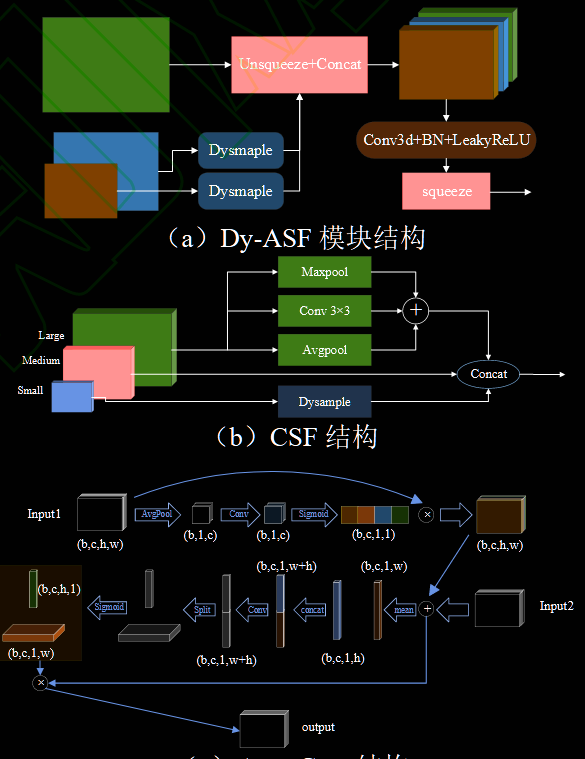 Unsqueeze+Concat
Dysmaple
Dysmaple
Conv3d+BN+LeakyReLU
squeeze
（a）Dy-ASF 模块结构
Large
Medium
Small
Maxpool
Conv 3×3
Avgpool
+
Dysample
Concat
（b）CSF 结构
Input1
(b,c,h,w)
AvgPool
(b,1,c)
Conv
(b,1,c)
Sigmoid
(b,c,1,1)
×
(b,c,h,w)
(b,c,h,1)
(b,c,1,w)
Sigmoid
Split
(b,c,1,w+h)
Conv
(b,c,1,w+h)
concat
(b,c,1,h)
(b,c,1,w)
mean
+
Input2
×
output